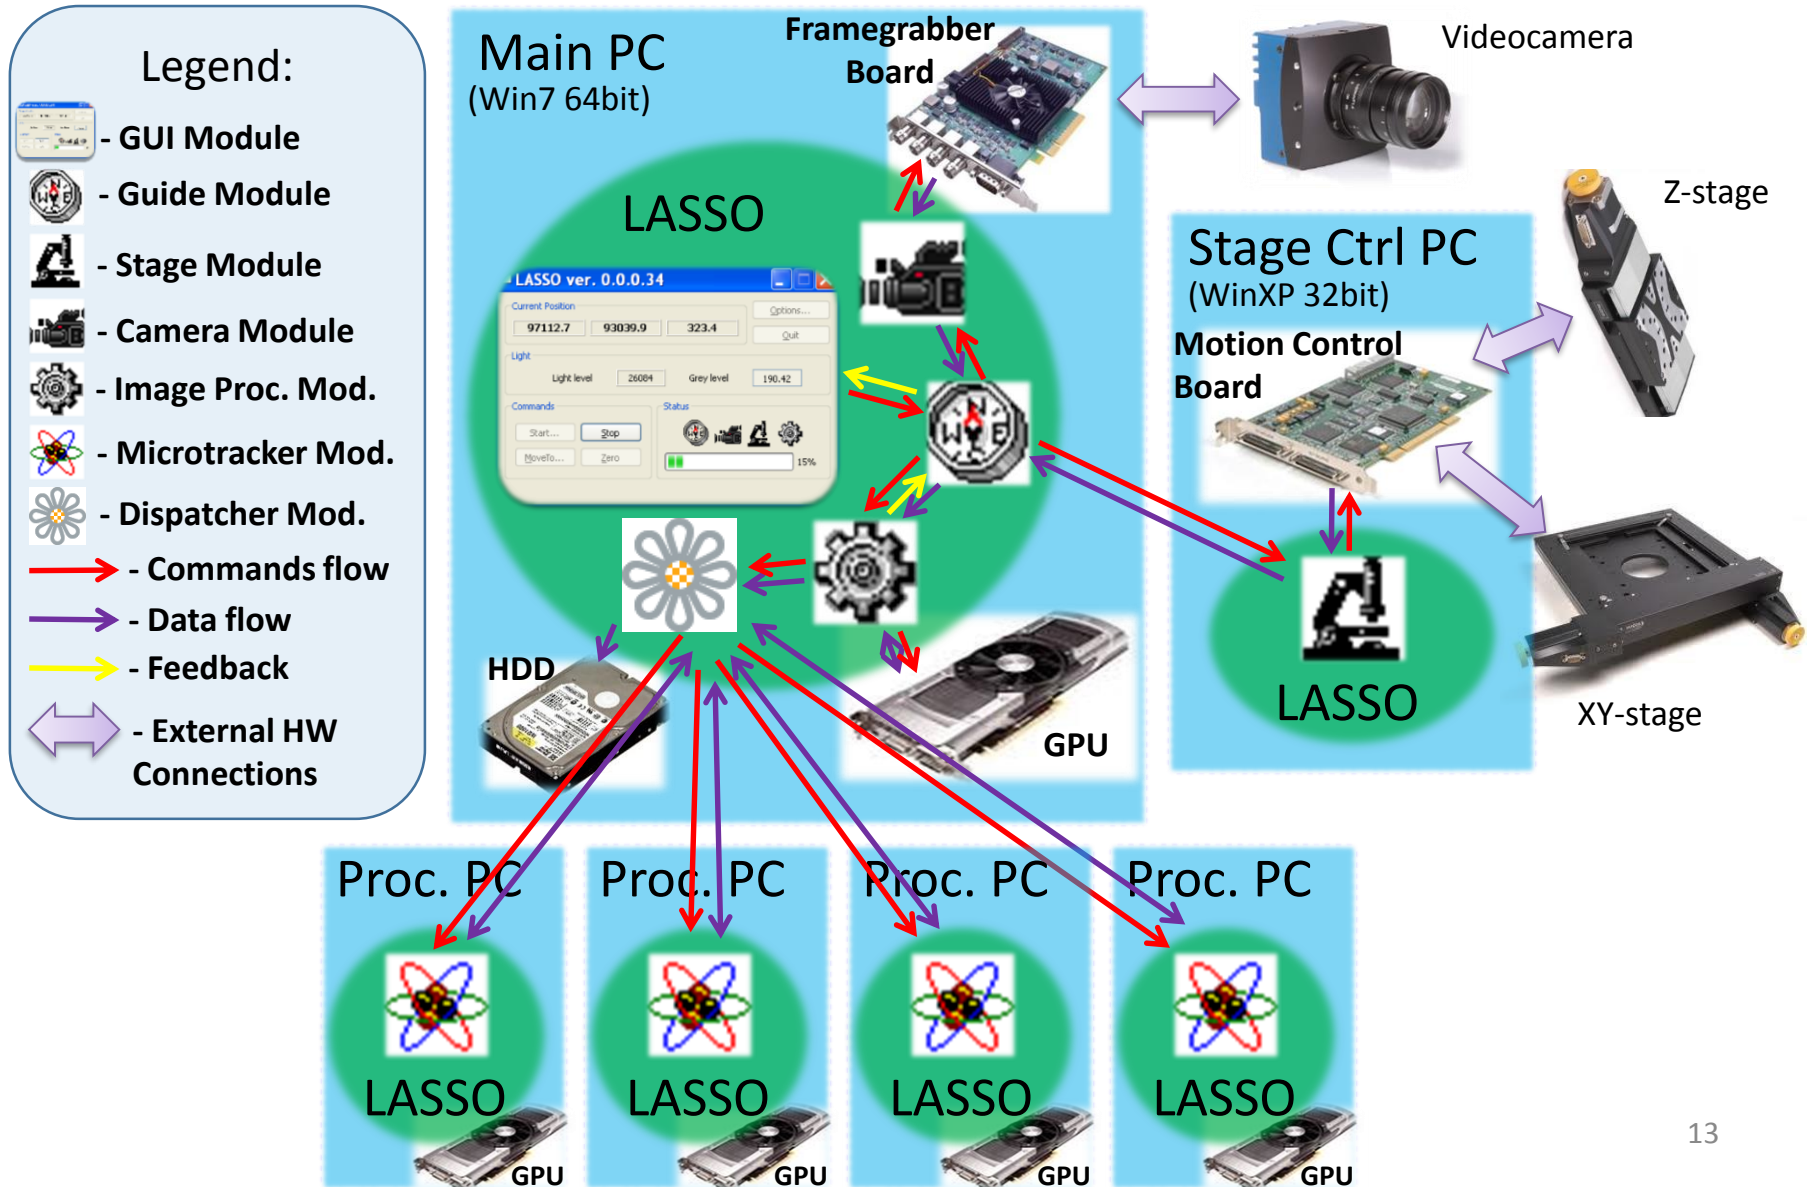 Legend:
- GUI Module
- Guide Module
- Stage Module
- Camera Module
- Image Proc. Mod.
- Microtracker Mod.
- Dispatcher Mod.
- Commands flow
- Data flow
- Feedback
- External HW
Connections
Main PC
(Win7 64bit)
Framegrabber
Board
Videocamera
LASSO
LASSO ver. 0.0.0.34
Current Position
97112.7 93039.9 323.4
Options...
Quit
Light
Light level 26084 Grey level 190.42
Commands
Start... Stop
MoveTo... Zero
Status
15%
HDD
GPU
Stage Ctrl PC
(WinXP 32bit)
Motion Control
Board
LASSO
Z-stage
XY-stage
Proc. PC
LASSO
GPU
Proc. PC
LASSO
GPU
Proc. PC
LASSO
GPU
Proc. PC
LASSO
GPU
13